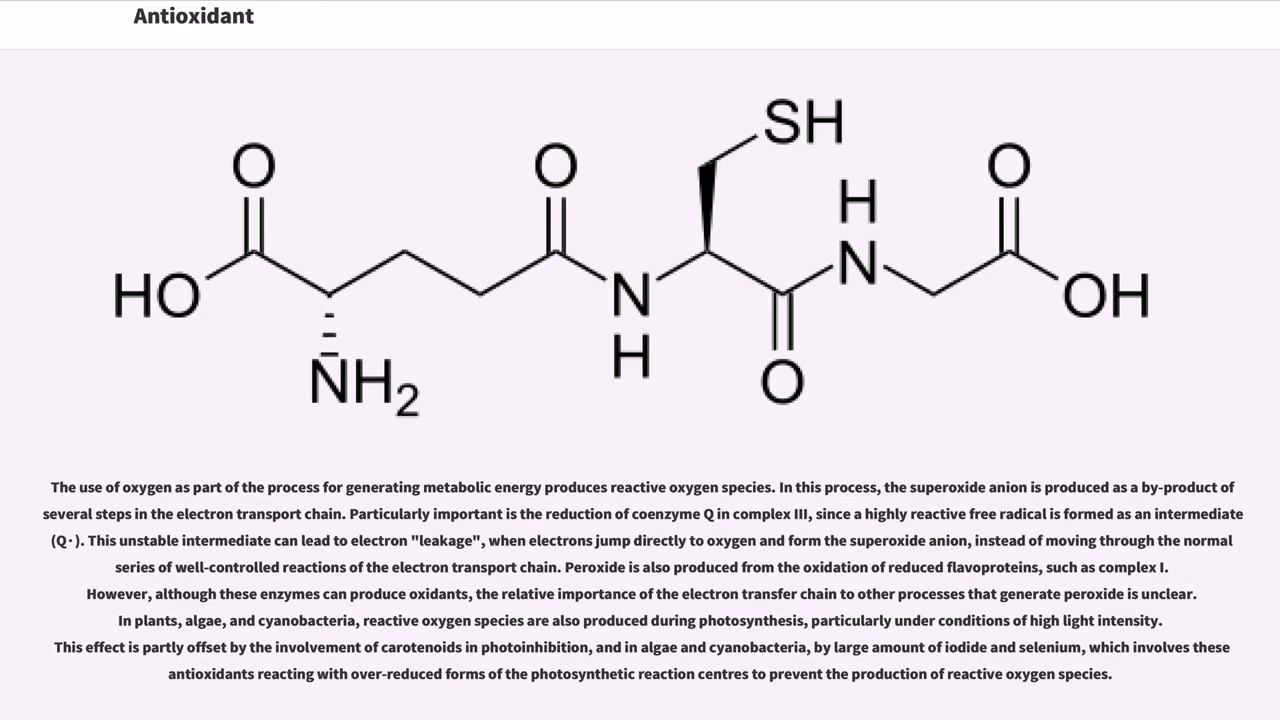 Antioxidant
SH
O O H O
HO N N OH
H
NH2 O
The use of oxygen as part of the process for generating metabolic energy produces reactive oxygen species. In this process, the superoxide anion is produced as a by-product of
several steps in the electron transport chain. Particularly important is the reduction of coenzyme Q in complex III, since a highly reactive free radical is formed as an intermediate
(Q·). This unstable intermediate can lead to electron "leakage", when electrons jump directly to oxygen and form the superoxide anion, instead of moving through the normal
series of well-controlled reactions of the electron transport chain. Peroxide is also produced from the oxidation of reduced flavoproteins, such as complex I.
However, although these enzymes can produce oxidants, the relative importance of the electron transfer chain to other processes that generate peroxide is unclear.
In plants, algae, and cyanobacteria, reactive oxygen species are also produced during photosynthesis, particularly under conditions of high light intensity.
This effect is partly offset by the involvement of carotenoids in photoinhibition, and in algae and cyanobacteria, by large amount of iodide and selenium, which involves these
antioxidants reacting with over-reduced forms of the photosynthetic reaction centres to prevent the production of reactive oxygen species.